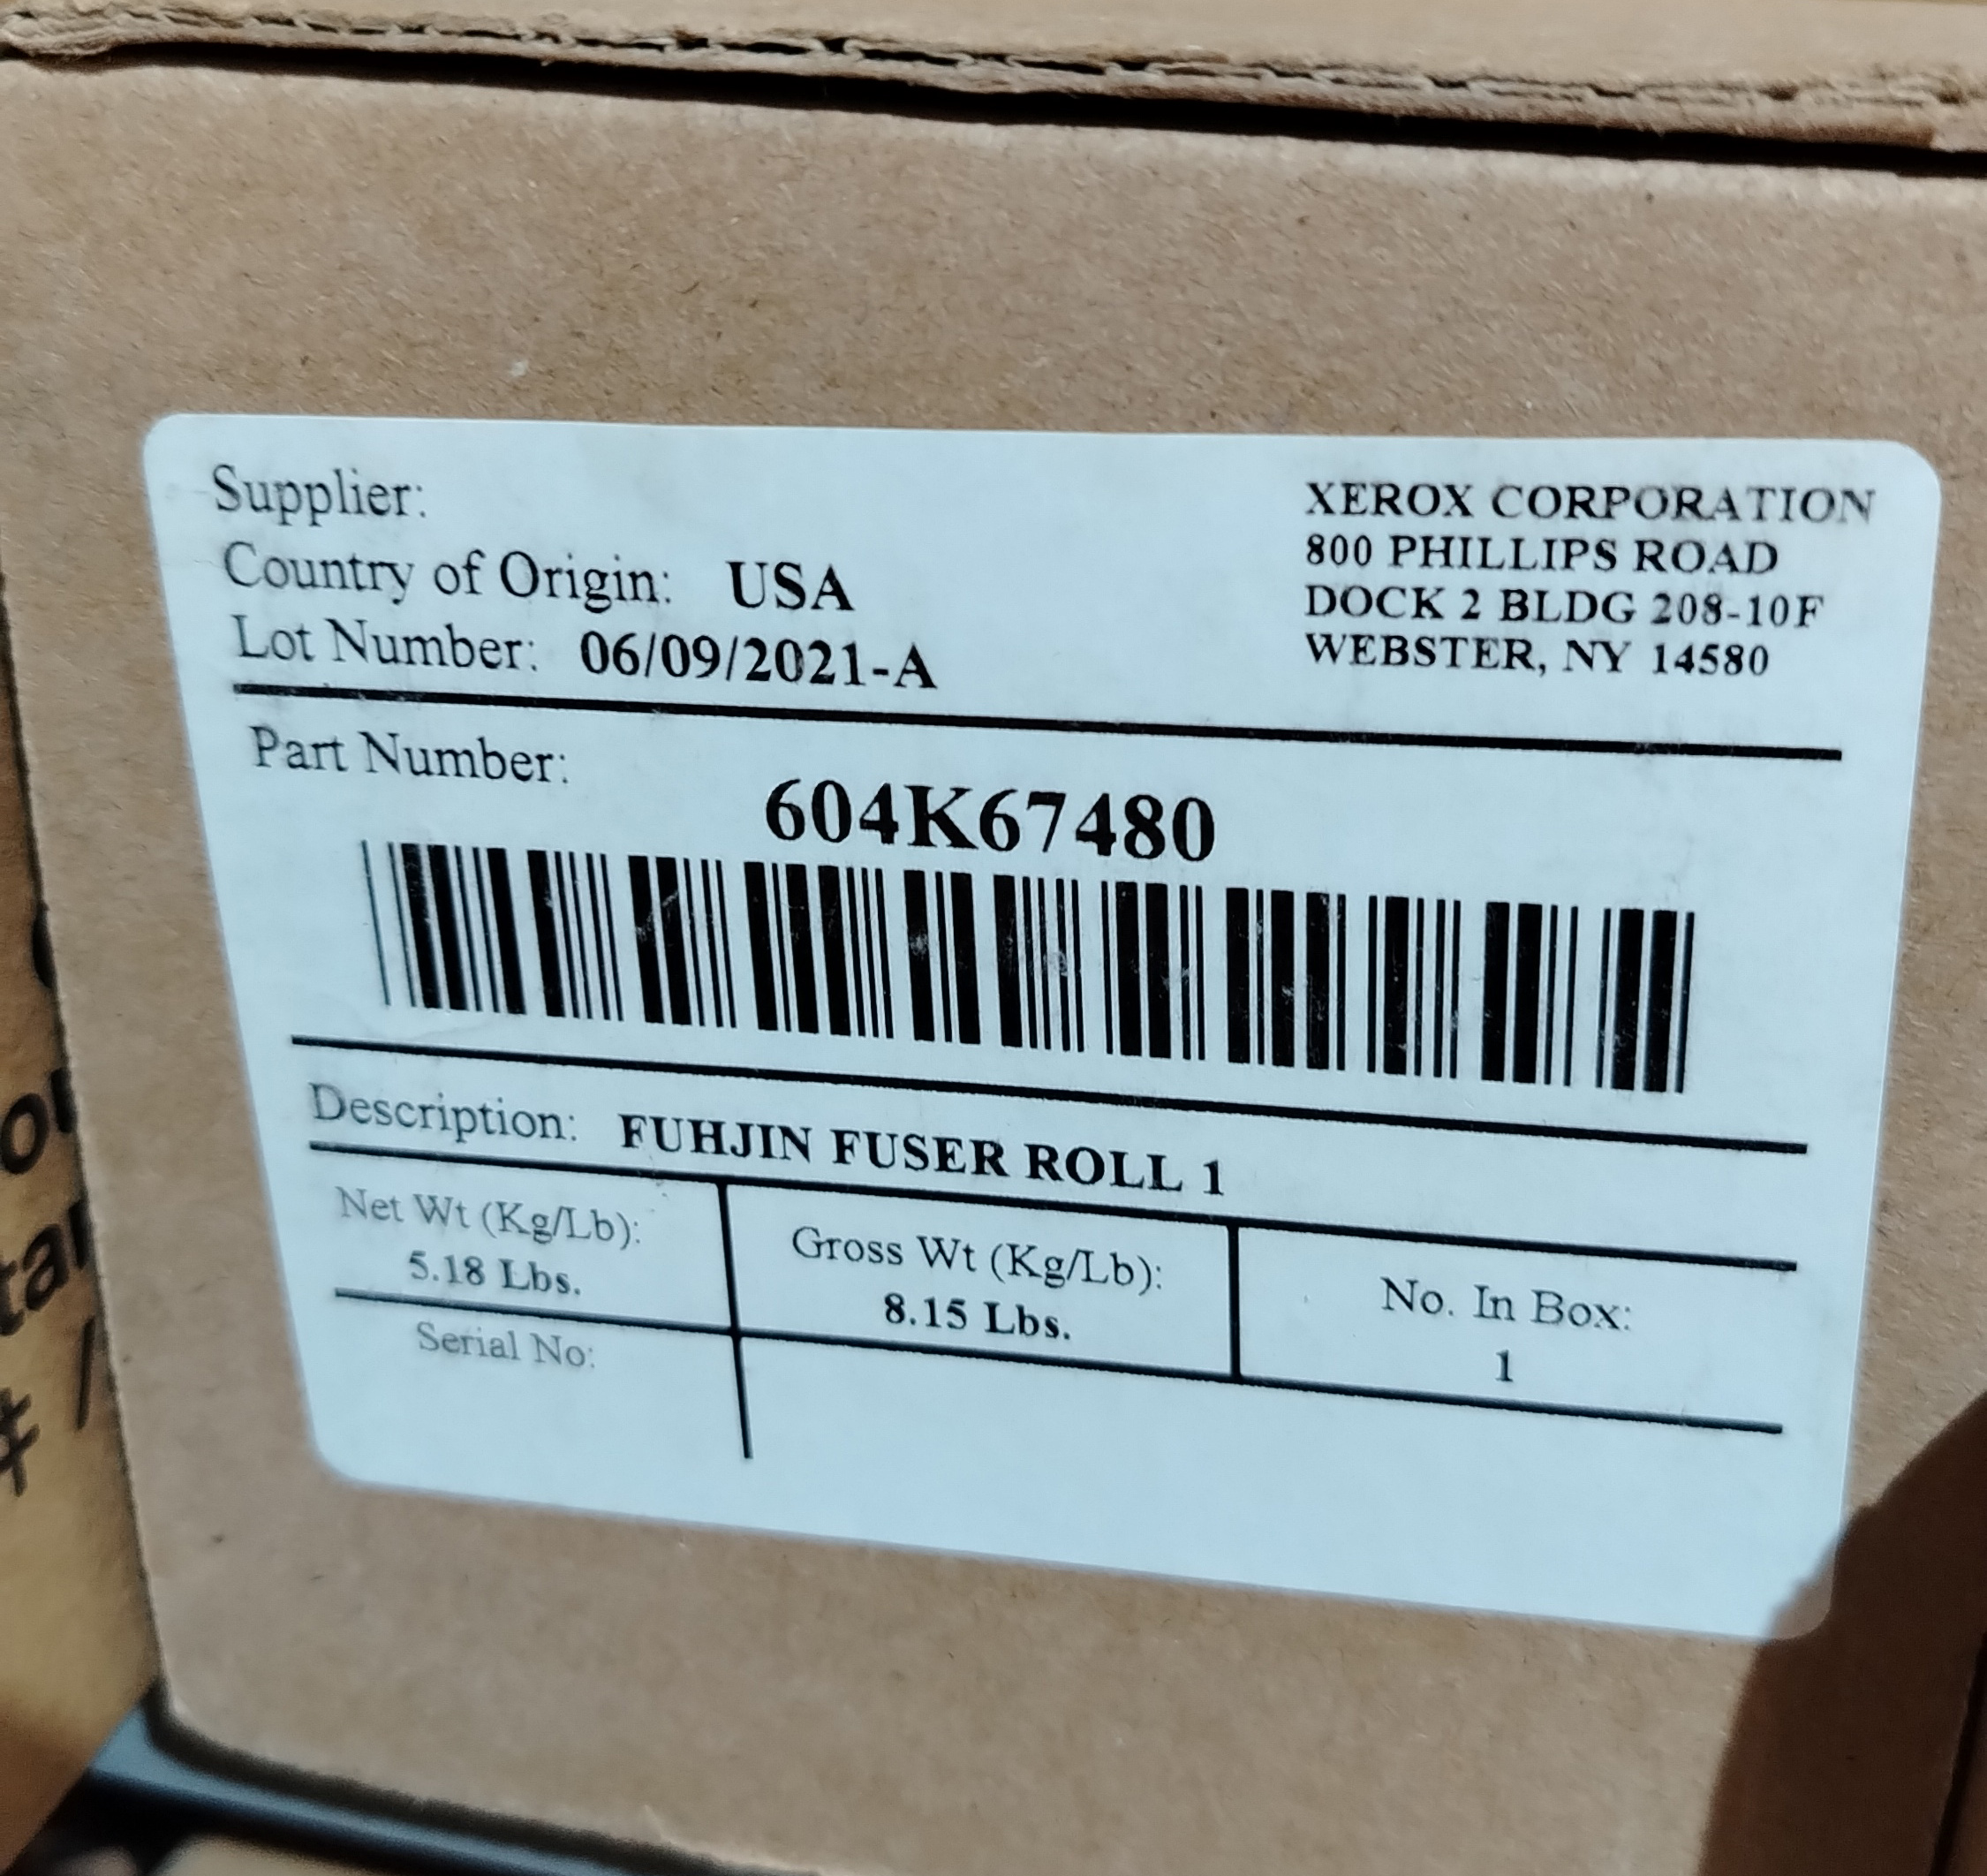 Supplier:
XEROX CORPORATION
800 PHILLIPS ROAD
DOCK 2 BLDG 208-10F
WEBSTER, NY 14580
Country of Origin: USA
Lot Number: 06/09/2021-A
Part Number:
604K67480
Description: FUHJIN FUSER ROLL 1
Net Wt (Kg/Lb):
5.18 Lbs.
Gross Wt (Kg/Lb):
8.15 Lbs.
No. In Box:
1
Serial No: